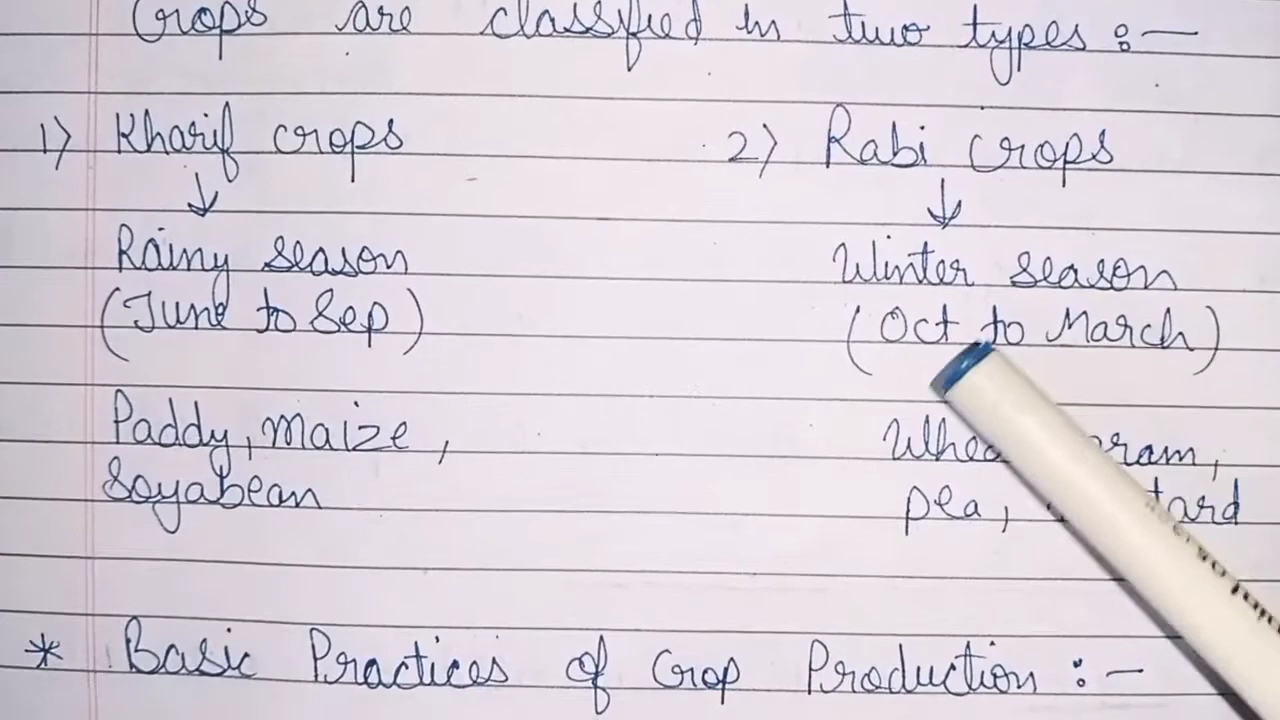 Crops are classified in two types :-
1) Kharif crops
↓
Rainy season
(June to Sep)
Paddy, maize,
Soyabean
2) Rabi crops
↓
Winter season
(Oct to March)
pea,
* Basic Practices of Crop Production :-